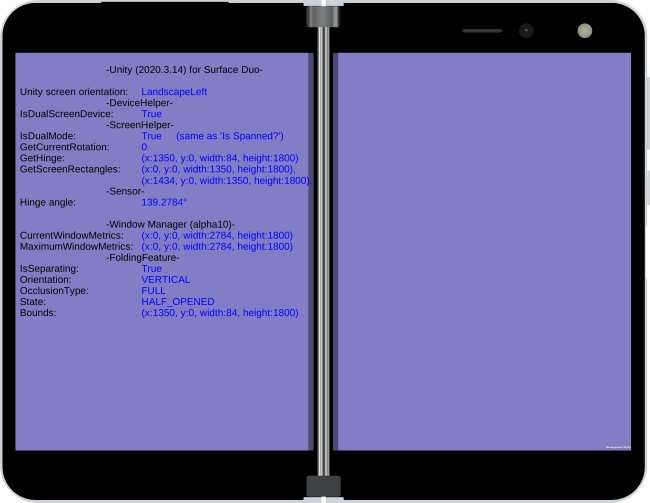 -Unity (2020.3.14) for Surface Duo-
Unity screen orientation: LandscapeLeft
-DeviceHelper-
IsDualScreenDevice: True
-ScreenHelper-
IsDualMode: True (same as 'Is Spanned?')
GetCurrentRotation: 0
GetHinge: (x:1350, y:0, width:84, height:1800)
GetScreenRectangles: (x:0, y:0, width:1350, height:1800),
(x:1434, y:0, width:1350, height:1800),
-Sensor-
Hinge angle: 139.2784°
-Window Manager (alpha10)-
CurrentWindowMetrics: (x:0, y:0, width:2784, height:1800)
MaximumWindowMetrics: (x:0, y:0, width:2784, height:1800)
-FoldingFeature-
IsSeparating: True
Orientation: VERTICAL
OcclusionType: FULL
State: HALF_OPENED
Bounds: (x:1350, y:0, width:84, height:1800)